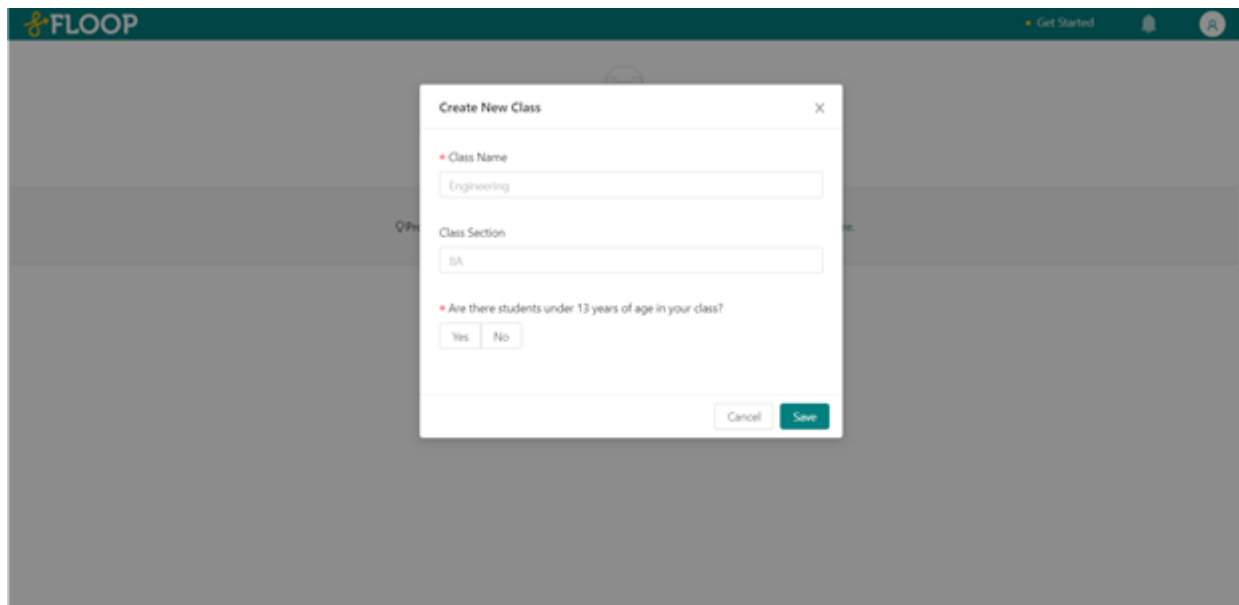 FLOOP
Get Started
Create New Class
* Class Name
Engineering
Class Section
8A
* Are there students under 13 years of age in your class?
Yes No
Cancel Save